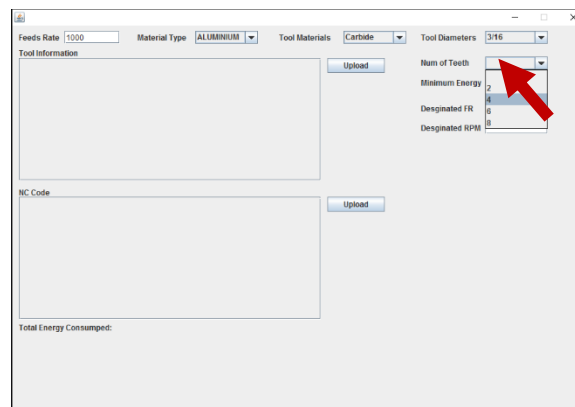 Feeds Rate 1000 Material Type ALUMINIUM Tool Materials Carbide Tool Diameters 3/16
Tool Information
Upload
Num of Teeth
Minimum Energy
2
4
Desginated FR
6
8
Desginated RPM
NC Code
Upload
Total Energy Consumped: